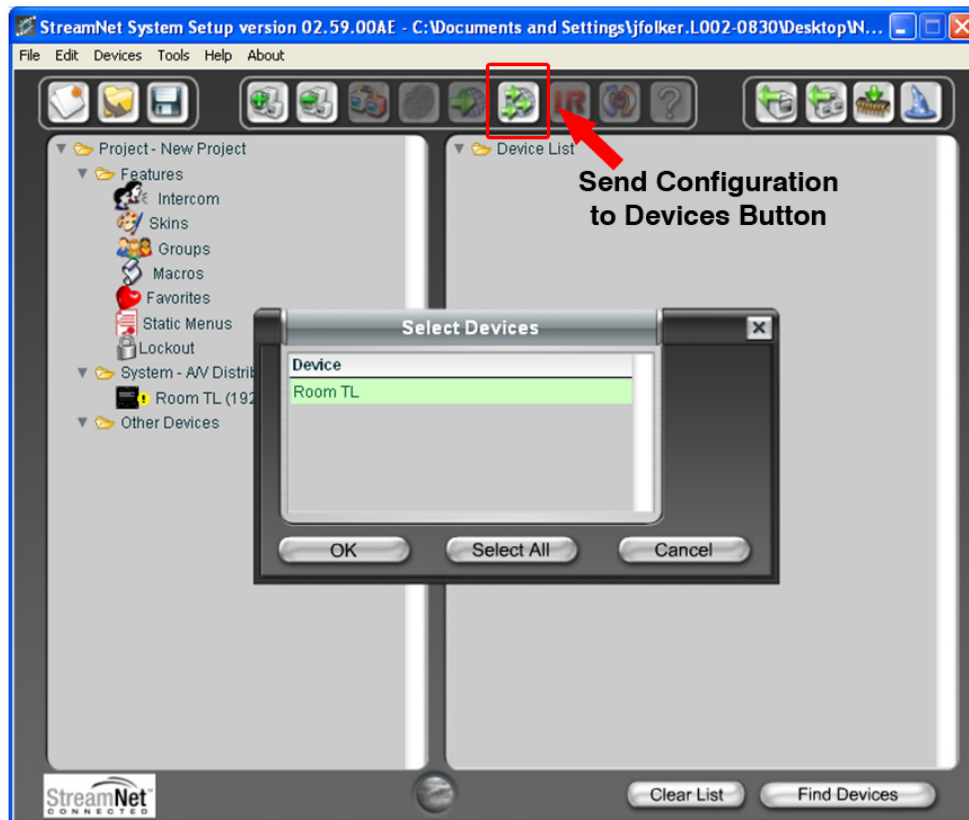 StreamNet System Setup version 02.59.00AE - C:\Documents and Settings\jfolker.L002-0830\Desktop\N...
File Edit Devices Tools Help About
IR
?
Project - New Project
Features
Intercom
Skins
Groups
Macros
Favorites
Static Menus
Lockout
System - A/V Distrib
Room TL (192
Other Devices
Device List
Send Configuration
to Devices Button
Select Devices
Device
Room TL
OK Select All Cancel
StreamNet
CONNECTED
Clear List Find Devices